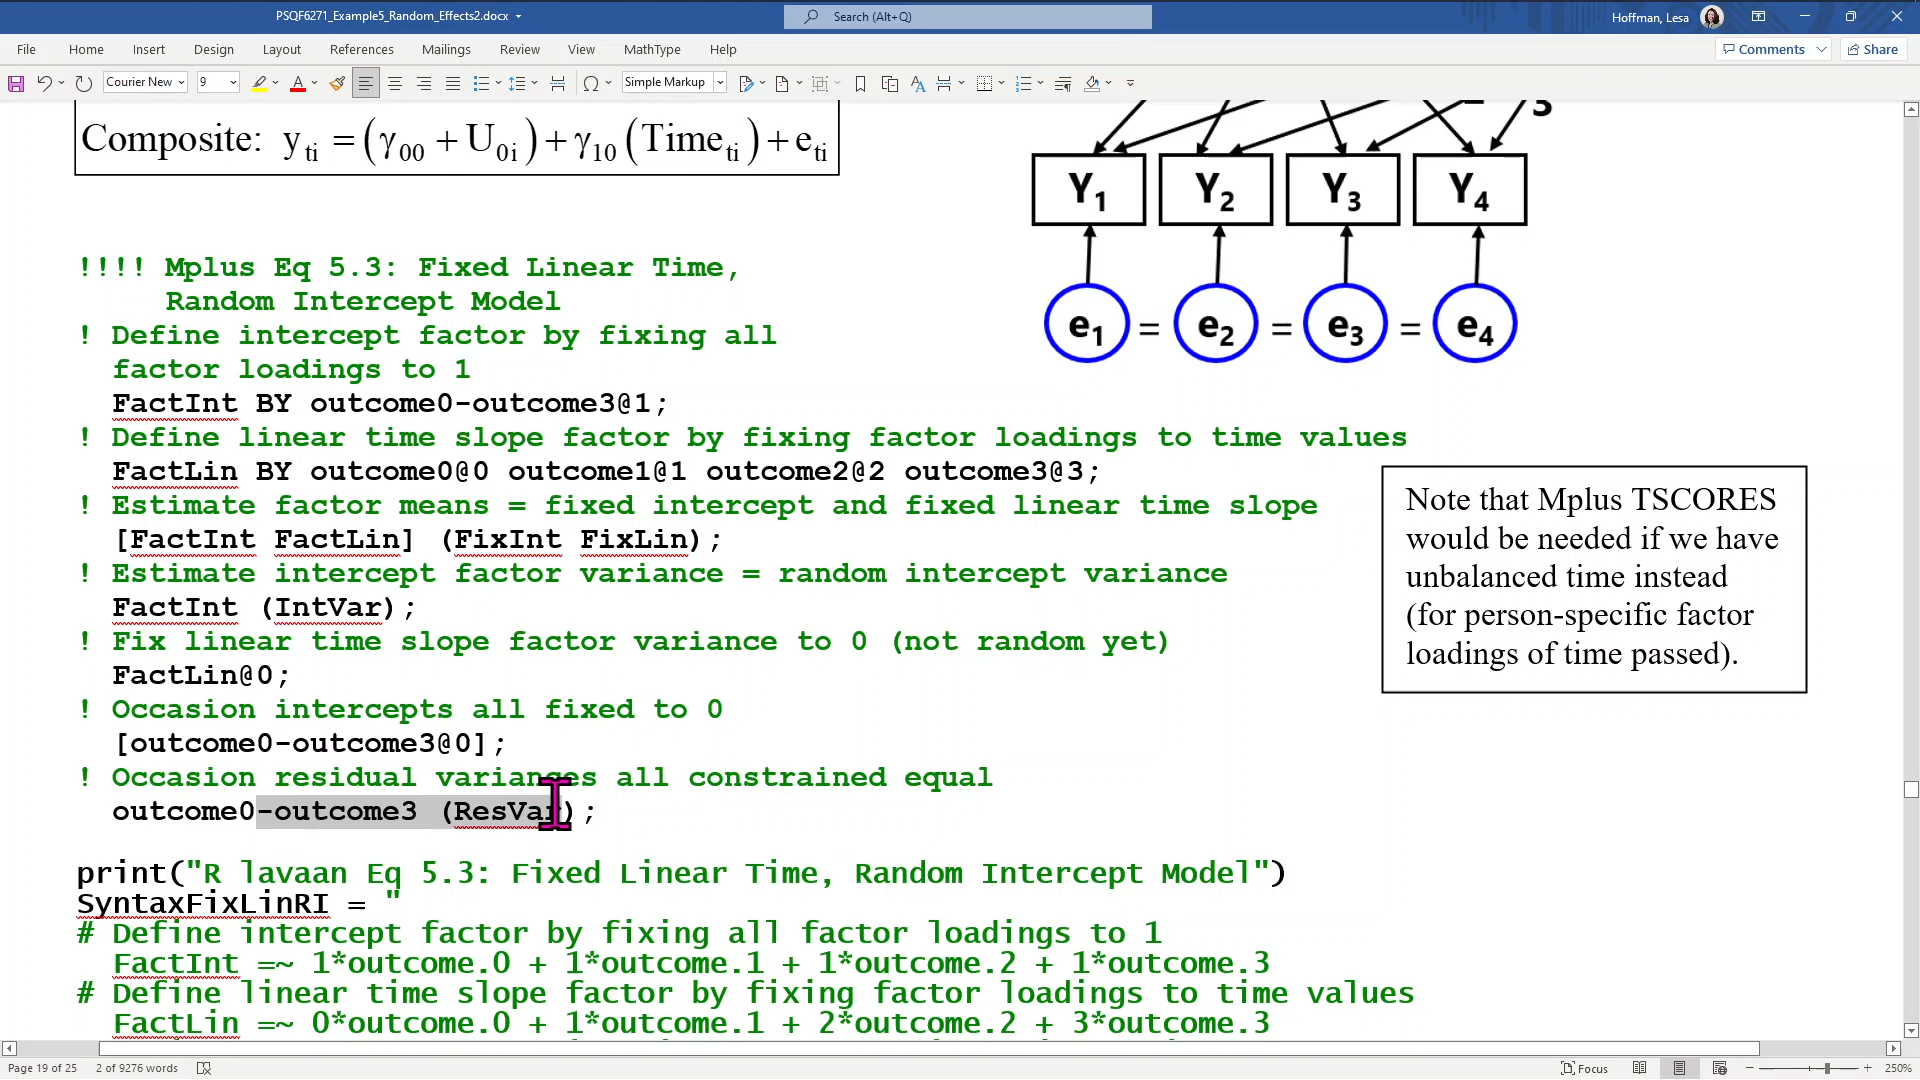 PSQF6271_Example5_Random_Effects2.docx
Search (Alt+Q)
Hoffman, Lesa
File Home Insert Design Layout References Mailings Review View MathType Help
Comments Share
Courier New 9 Simple Markup
Composite: y_ti = (γ_00 + U_0i) + γ_10 (Time_ti) + e_ti
3
Y1 Y2 Y3 Y4
e1 = e2 = e3 = e4
!!!! Mplus Eq 5.3: Fixed Linear Time,
Random Intercept Model
! Define intercept factor by fixing all
factor loadings to 1
FactInt BY outcome0-outcome3@1;
! Define linear time slope factor by fixing factor loadings to time values
FactLin BY outcome0@0 outcome1@1 outcome2@2 outcome3@3;
! Estimate factor means = fixed intercept and fixed linear time slope
[FactInt FactLin] (FixInt FixLin);
! Estimate intercept factor variance = random intercept variance
FactInt (IntVar);
! Fix linear time slope factor variance to 0 (not random yet)
FactLin@0;
! Occasion intercepts all fixed to 0
[outcome0-outcome3@0];
! Occasion residual variances all constrained equal
outcome0-outcome3 (ResVar);
Note that Mplus TSCORES
would be needed if we have
unbalanced time instead
(for person-specific factor
loadings of time passed).
print("R lavaan Eq 5.3: Fixed Linear Time, Random Intercept Model")
SyntaxFixLinRI = "
# Define intercept factor by fixing all factor loadings to 1
FactInt =~ 1*outcome.0 + 1*outcome.1 + 1*outcome.2 + 1*outcome.3
# Define linear time slope factor by fixing factor loadings to time values
FactLin =~ 0*outcome.0 + 1*outcome.1 + 2*outcome.2 + 3*outcome.3
Page 19 of 25 2 of 9276 words Focus 250%